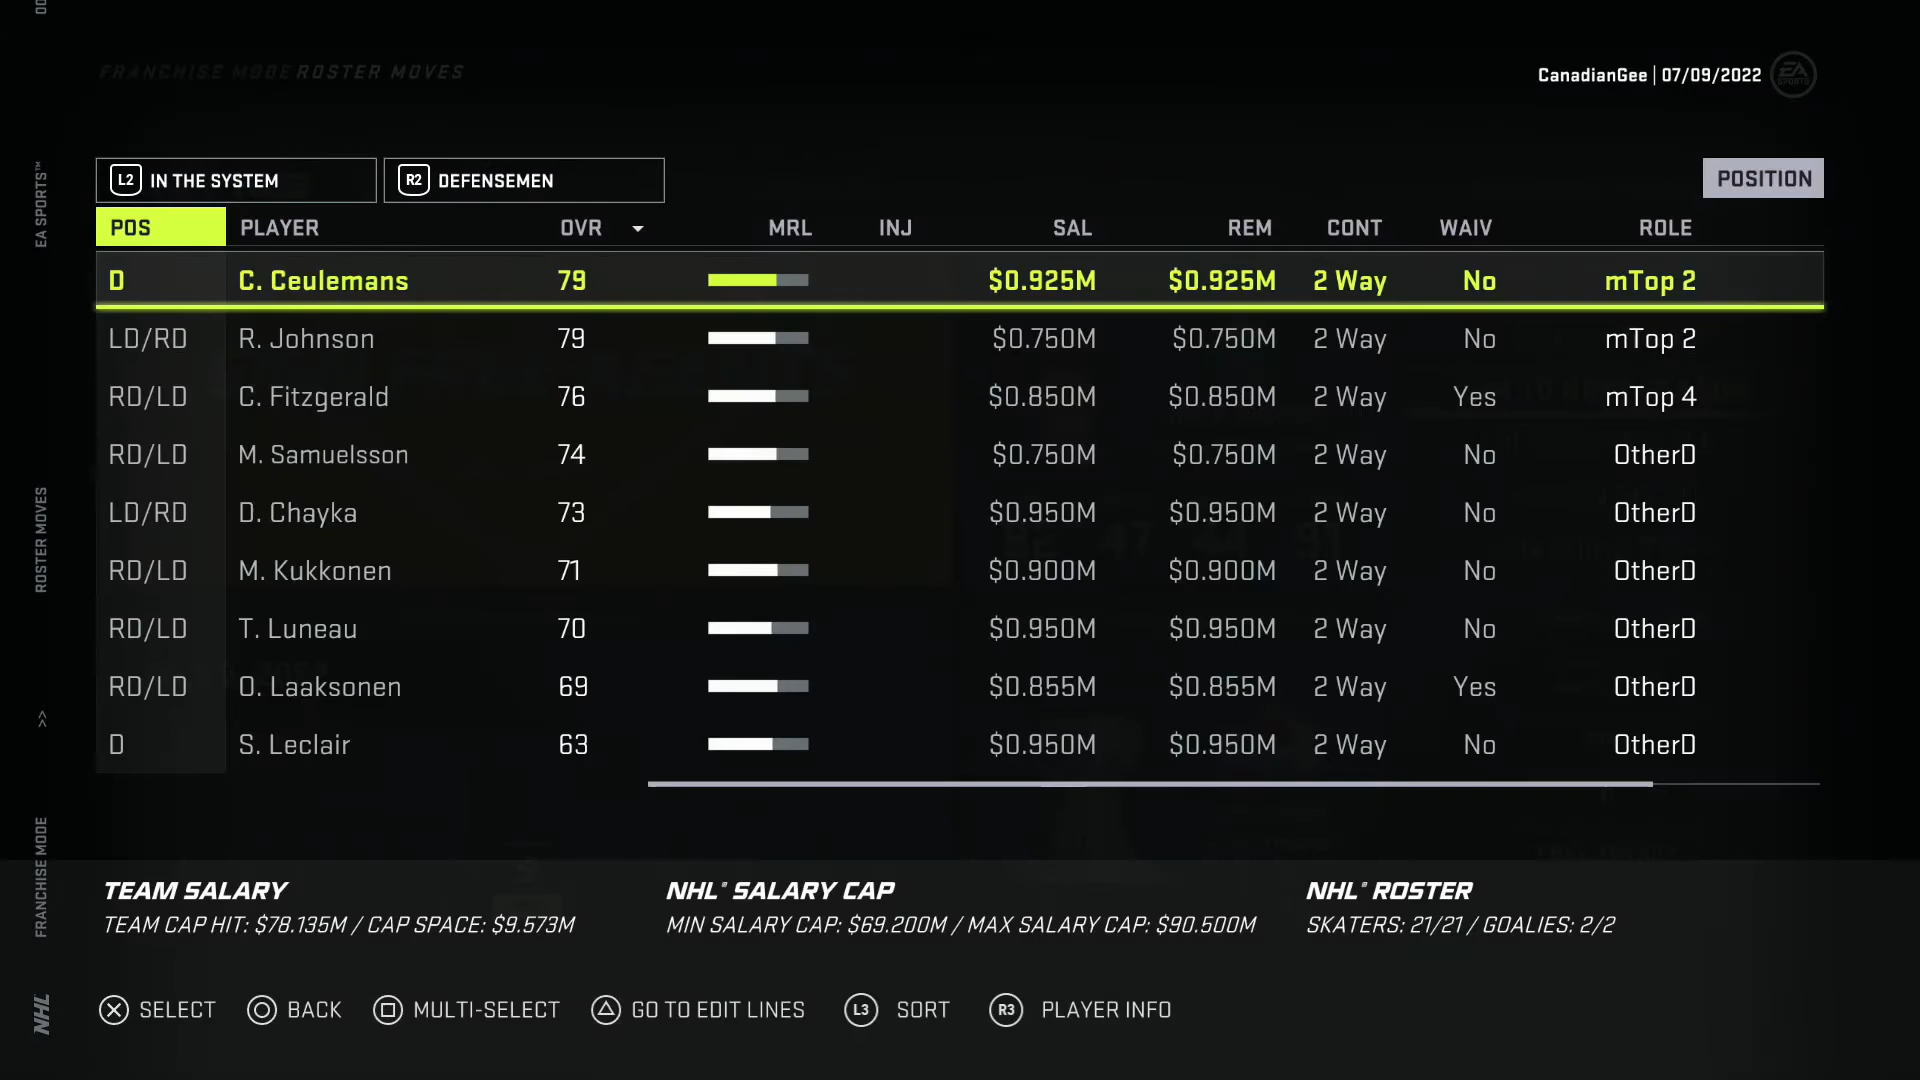 FRANCHISE MODE ROSTER MOVES
CanadianGee | 07/09/2022
EA SPORTS
L2 IN THE SYSTEM
R2 DEFENSEMEN
POSITION
POS PLAYER OVR MRL INJ SAL REM CONT WAIV ROLE
D C. Ceulemans 79 $0.925M $0.925M 2 Way No mTop 2
LD/RD R. Johnson 79 $0.750M $0.750M 2 Way No mTop 2
RD/LD C. Fitzgerald 76 $0.850M $0.850M 2 Way Yes mTop 4
RD/LD M. Samuelsson 74 $0.750M $0.750M 2 Way No OtherD
LD/RD D. Chayka 73 $0.950M $0.950M 2 Way No OtherD
RD/LD M. Kukkonen 71 $0.900M $0.900M 2 Way No OtherD
RD/LD T. Luneau 70 $0.950M $0.950M 2 Way No OtherD
RD/LD O. Laaksonen 69 $0.855M $0.855M 2 Way Yes OtherD
D S. Leclair 63 $0.950M $0.950M 2 Way No OtherD
TEAM SALARY
TEAM CAP HIT: $78.135M / CAP SPACE: $9.573M
NHL® SALARY CAP
MIN SALARY CAP: $69.200M / MAX SALARY CAP: $90.500M
NHL® ROSTER
SKATERS: 21/21 / GOALIES: 2/2
SELECT BACK MULTI-SELECT GO TO EDIT LINES L3 SORT R3 PLAYER INFO
NHL FRANCHISE MODE >> ROSTER MOVES EA SPORTS™